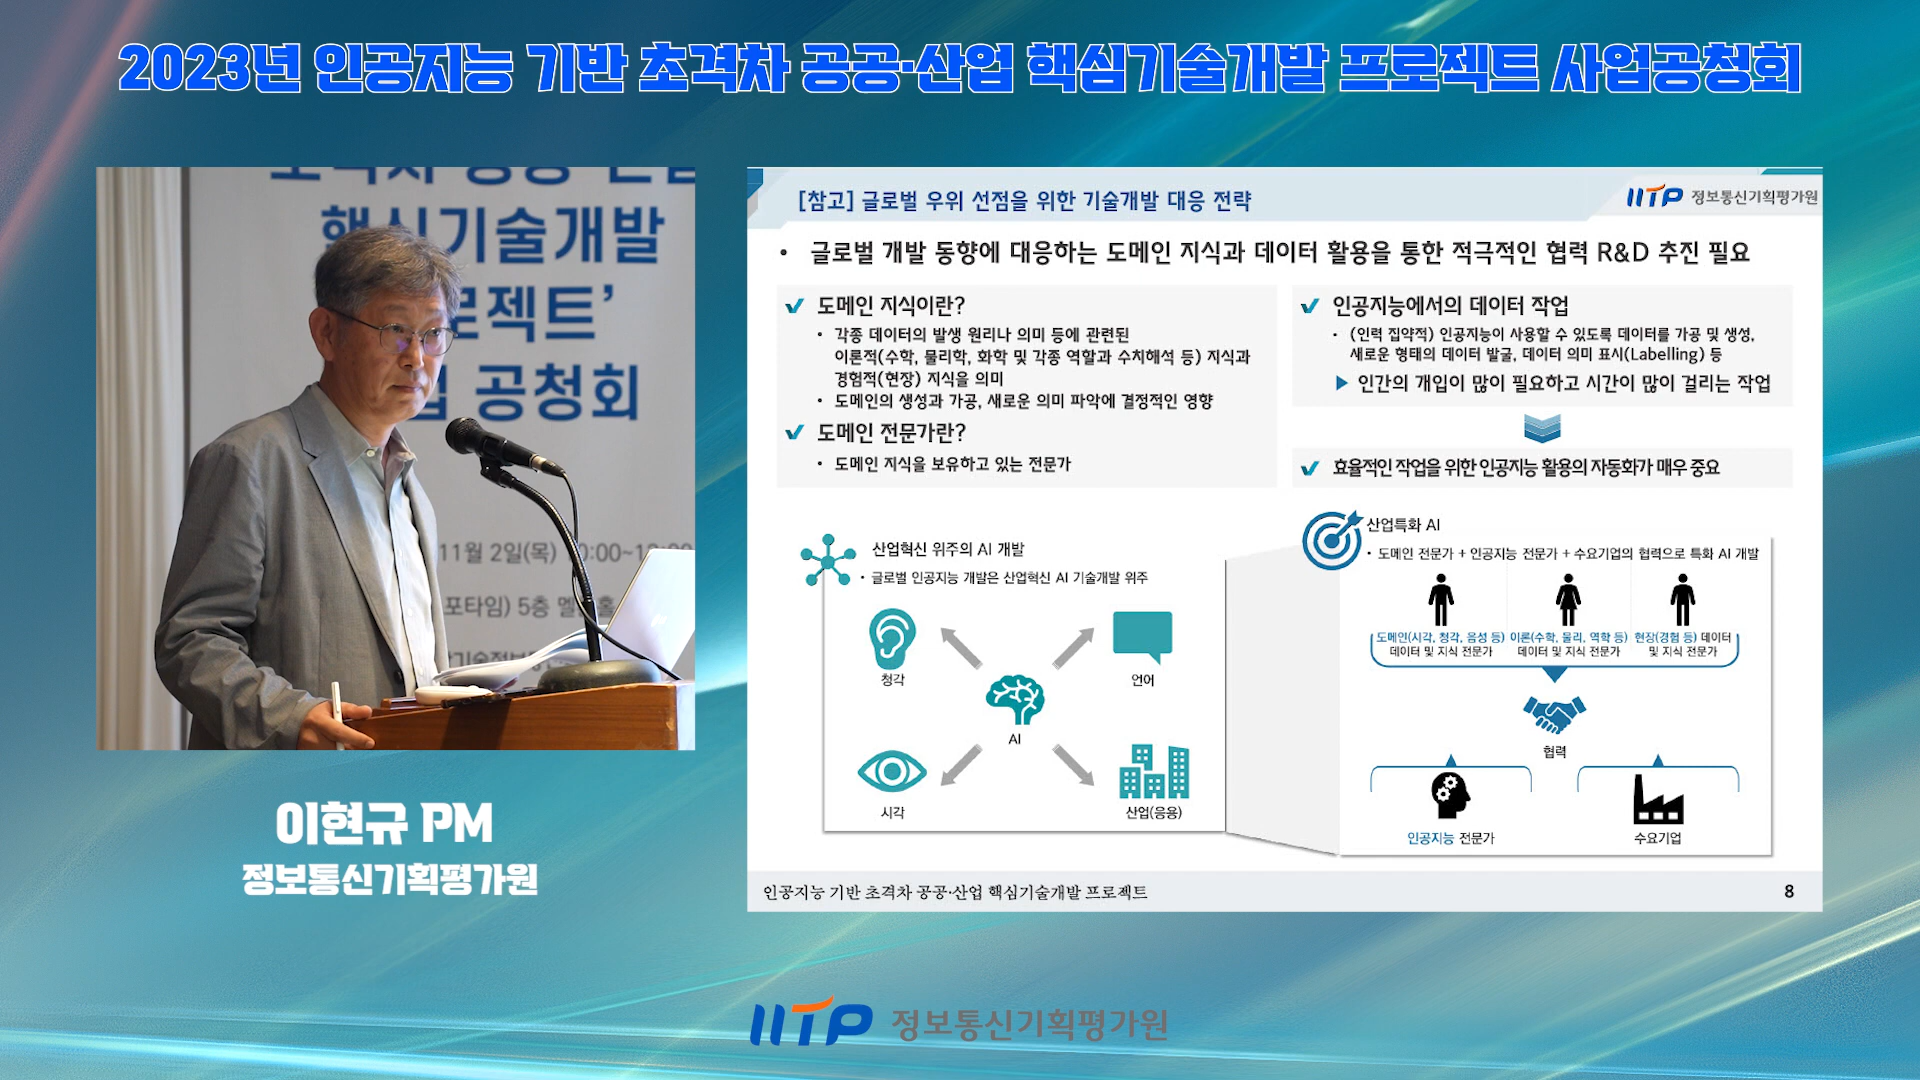 2023년 인공지능 기반 초격차 공공·산업 핵심기술개발 프로젝트 사업공청회
핵심기술개발
로젝트’
업 공청회
11월 2일(목)
포타임) 5층
이현규 PM
정보통신기획평가원
[참고] 글로벌 우위 선점을 위한 기술개발 대응 전략
IITP 정보통신기획평가원
• 글로벌 개발 동향에 대응하는 도메인 지식과 데이터 활용을 통한 적극적인 협력 R&D 추진 필요
도메인 지식이란?
• 각종 데이터의 발생 원리나 의미 등에 관련된
이론적(수학, 물리학, 화학 및 각종 역할과 수치해석 등) 지식과
경험적(현장) 지식을 의미
• 도메인의 생성과 가공, 새로운 의미 파악에 결정적인 영향
도메인 전문가란?
• 도메인 지식을 보유하고 있는 전문가
인공지능에서의 데이터 작업
• (인력 집약적) 인공지능이 사용할 수 있도록 데이터를 가공 및 생성,
새로운 형태의 데이터 발굴, 데이터 의미 표시(Labelling) 등
인간의 개입이 많이 필요하고 시간이 많이 걸리는 작업
효율적인 작업을 위한 인공지능 활용의 자동화가 매우 중요
산업혁신 위주의 AI 개발
• 글로벌 인공지능 개발은 산업혁신 AI 기술개발 위주
청각
언어
AI
시각
산업(응용)
산업특화 AI
• 도메인 전문가 + 인공지능 전문가 + 수요기업의 협력으로 특화 AI 개발
도메인(시각, 청각, 음성 등)
데이터 및 지식 전문가
이론(수학, 물리, 역학 등)
데이터 및 지식 전문가
현장(경험 등) 데이터
및 지식 전문가
협력
인공지능 전문가
수요기업
인공지능 기반 초격차 공공·산업 핵심기술개발 프로젝트
8
IITP 정보통신기획평가원